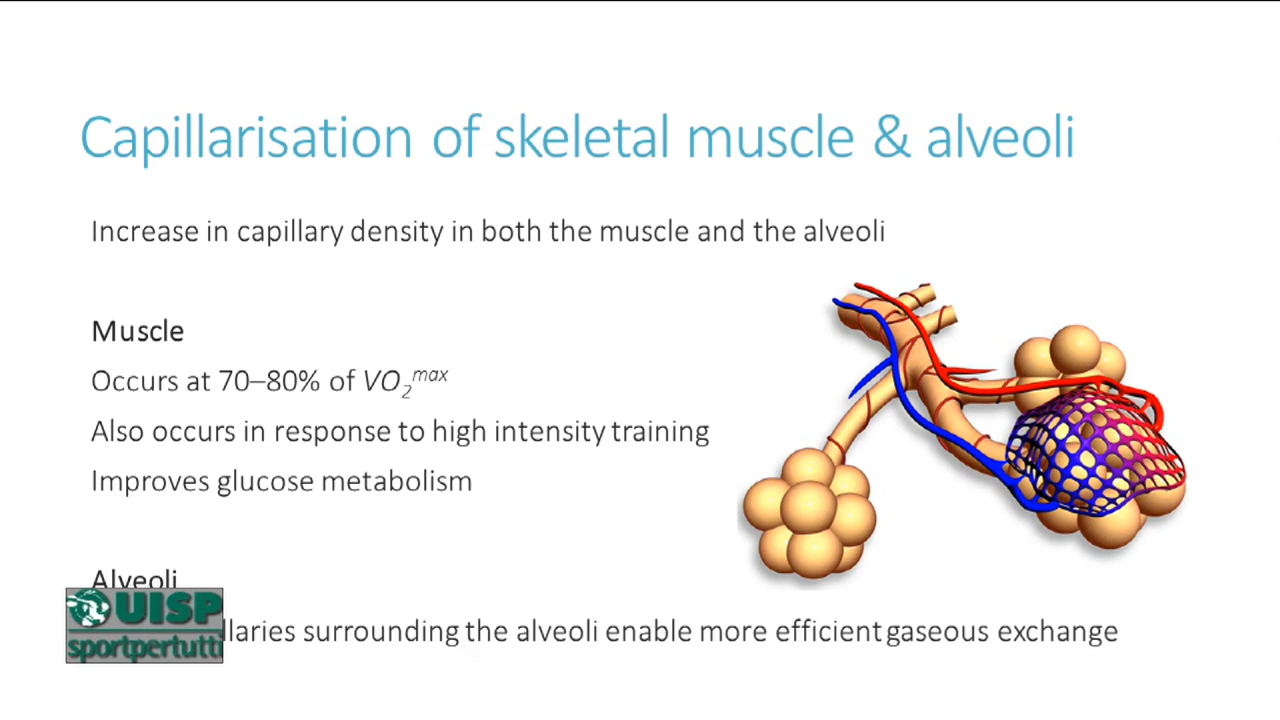 Capillarisation of skeletal muscle & alveoli
Increase in capillary density in both the muscle and the alveoli
Muscle
Occurs at 70–80% of VO2max
Also occurs in response to high intensity training
Improves glucose metabolism
Alveoli
UISP
sportpertutti
surrounding the alveoli enable more efficient gaseous exchange